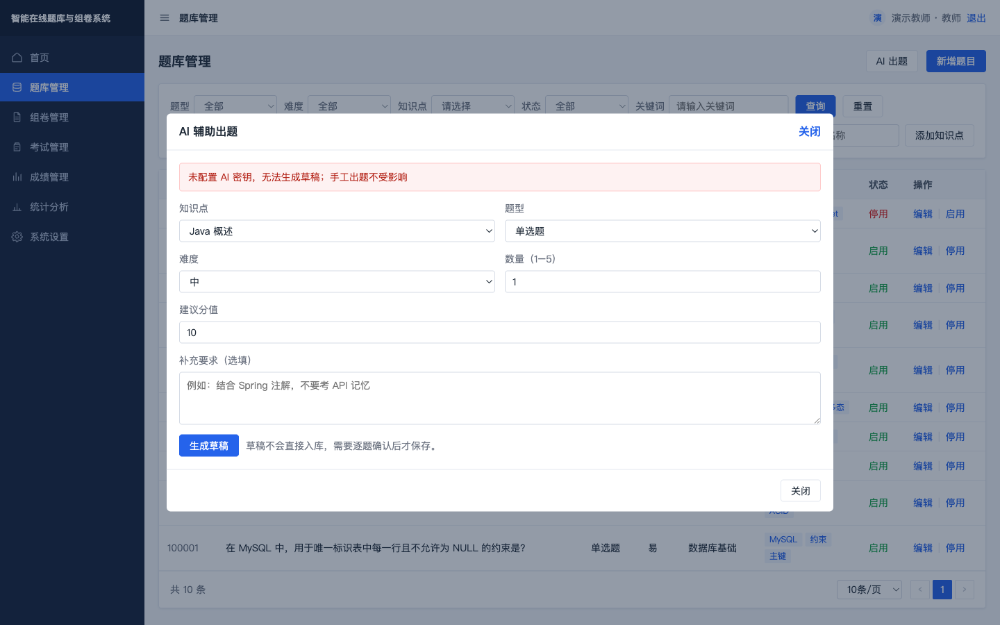 智能在线题库与组卷系统
首页
题库管理
组卷管理
考试管理
成绩管理
统计分析
系统设置
题库管理
演 演示教师 · 教师 退出
题库管理
AI 出题 新增题目
题型 全部 难度 全部 知识点 请选择 状态 全部 关键词 请输入关键词 查询 重置
添加知识点
AI 辅助出题 关闭
未配置 AI 密钥，无法生成草稿；手工出题不受影响
知识点 题型
Java 概述 单选题
难度 数量（1—5）
中 1
建议分值
10
补充要求（选填）
例如：结合 Spring 注解，不要考 API 记忆
生成草稿 草稿不会直接入库，需要逐题确认后才保存。
关闭
状态 操作
停用 编辑 启用
启用 编辑 停用
启用 编辑 停用
启用 编辑 停用
启用 编辑 停用
启用 编辑 停用
启用 编辑 停用
启用 编辑 停用
启用 编辑 停用
100001 在 MySQL 中，用于唯一标识表中每一行且不允许为 NULL 的约束是？ 单选题 易 数据库基础 MySQL 约束 主键 启用 编辑 停用
共 10 条 10条/页 < 1 >